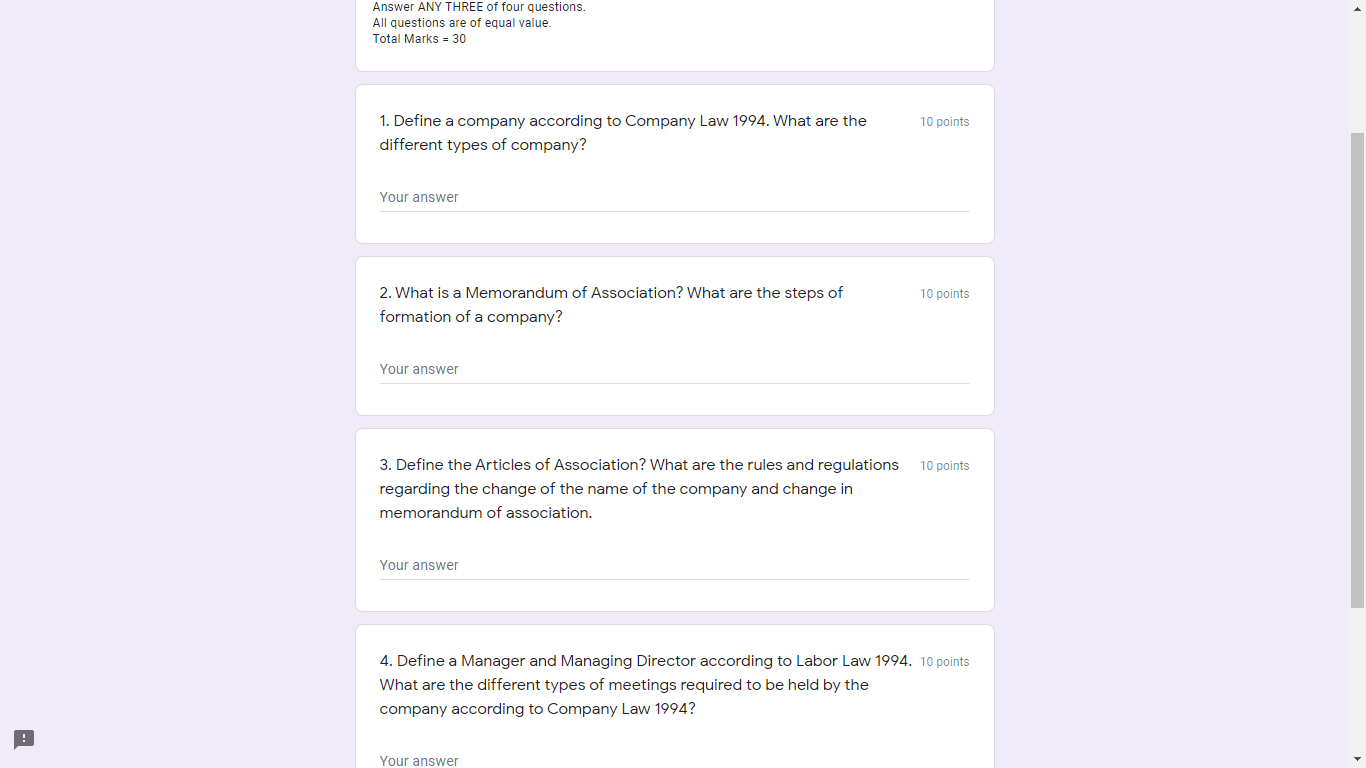 Answer ANY THREE of four questions.
All questions are of equal value.
Total Marks = 30
1. Define a company according to Company Law 1994. What are the
different types of company?
10 points
Your answer
2. What is a Memorandum of Association? What are the steps of
formation of a company?
10 points
Your answer
3. Define the Articles of Association? What are the rules and regulations
regarding the change of the name of the company and change in
memorandum of association.
10 points
Your answer
4. Define a Manager and Managing Director according to Labor Law 1994.
What are the different types of meetings required to be held by the
company according to Company Law 1994?
10 points
Your answer